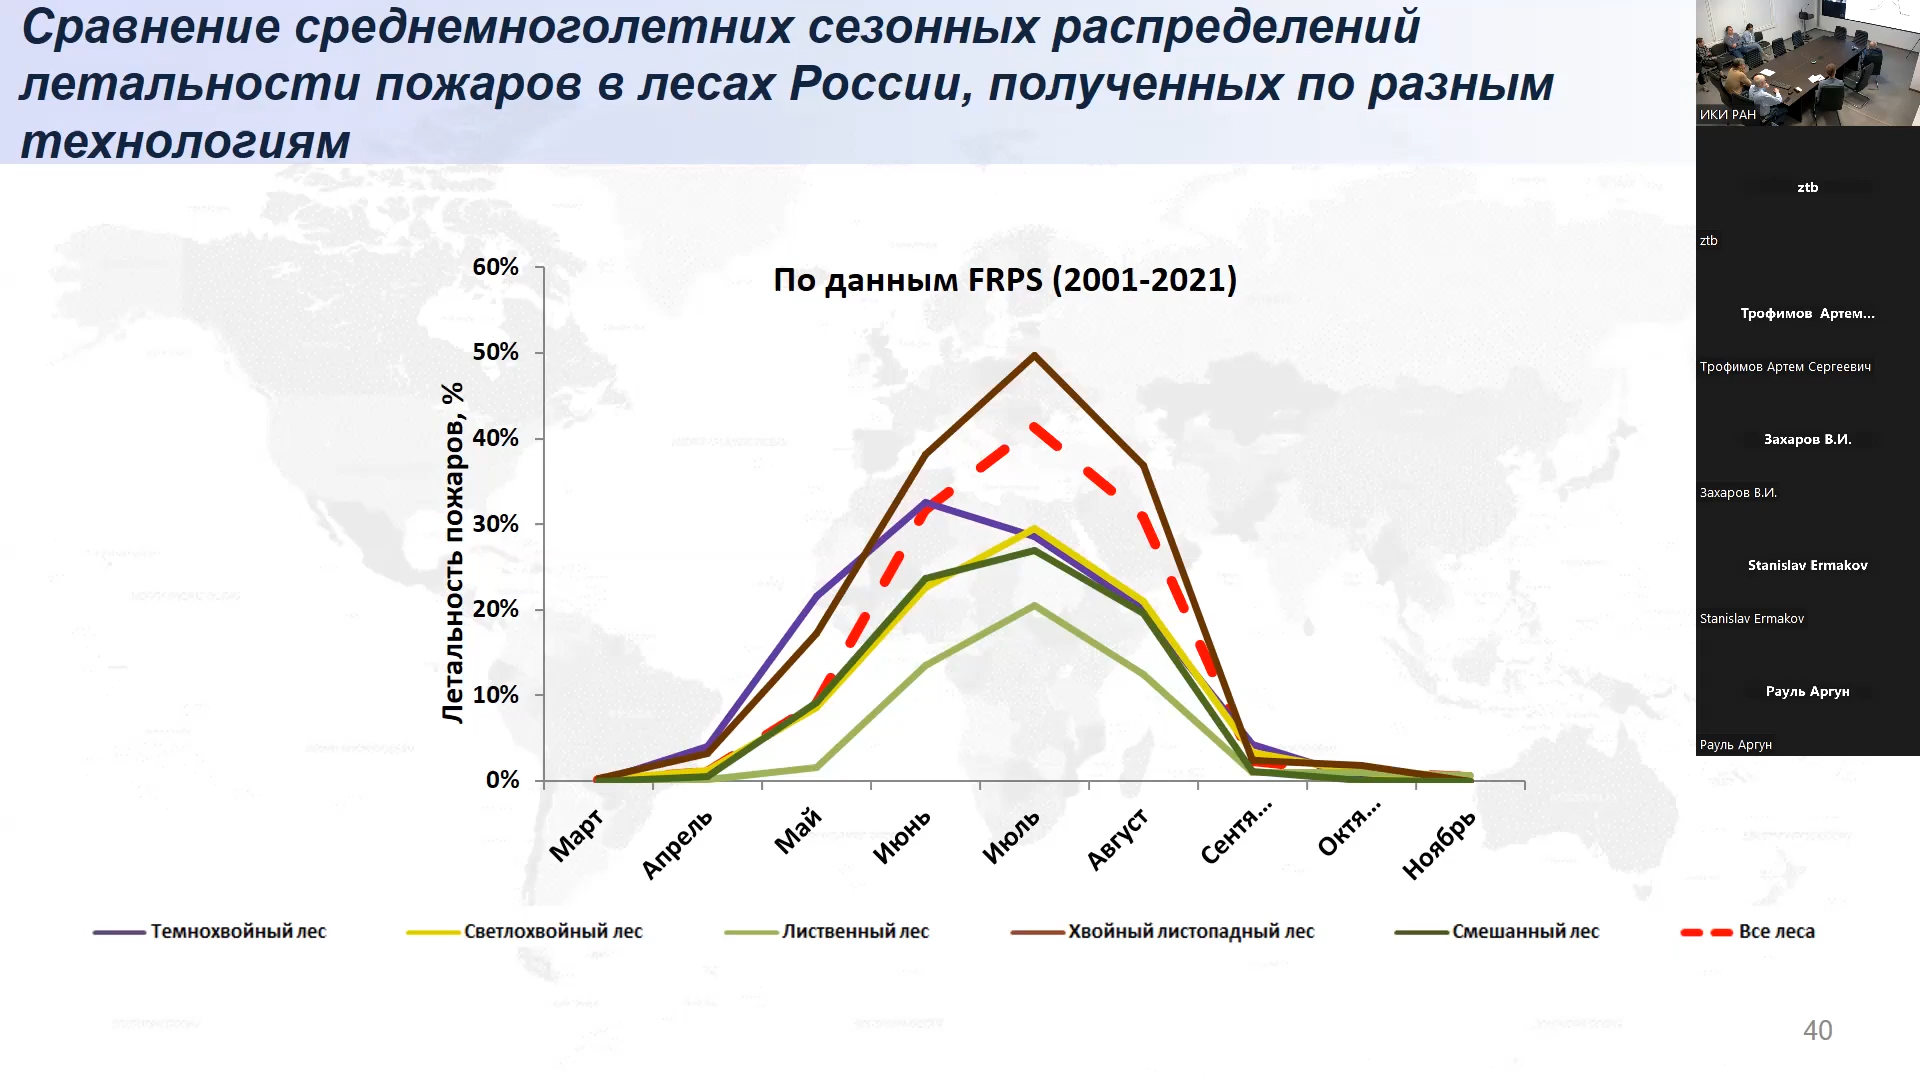 Сравнение среднемноголетних сезонных распределений
летальности пожаров в лесах России, полученных по разным
технологиям
По данным FRPS (2001-2021)
Летальность пожаров, %
60%
50%
40%
30%
20%
10%
0%
Март
Апрель
Май
Июнь
Июль
Август
Сентя...
Октя...
Ноябрь
Темнохвойный лес
Светлохвойный лес
Лиственный лес
Хвойный листопадный лес
Смешанный лес
Все леса
40
ИКИ РАН
ztb
ztb
Трофимов Артем...
Трофимов Артем Сергеевич
Захаров В.И.
Захаров В.И.
Stanislav Ermakov
Stanislav Ermakov
Рауль Аргун
Рауль Аргун